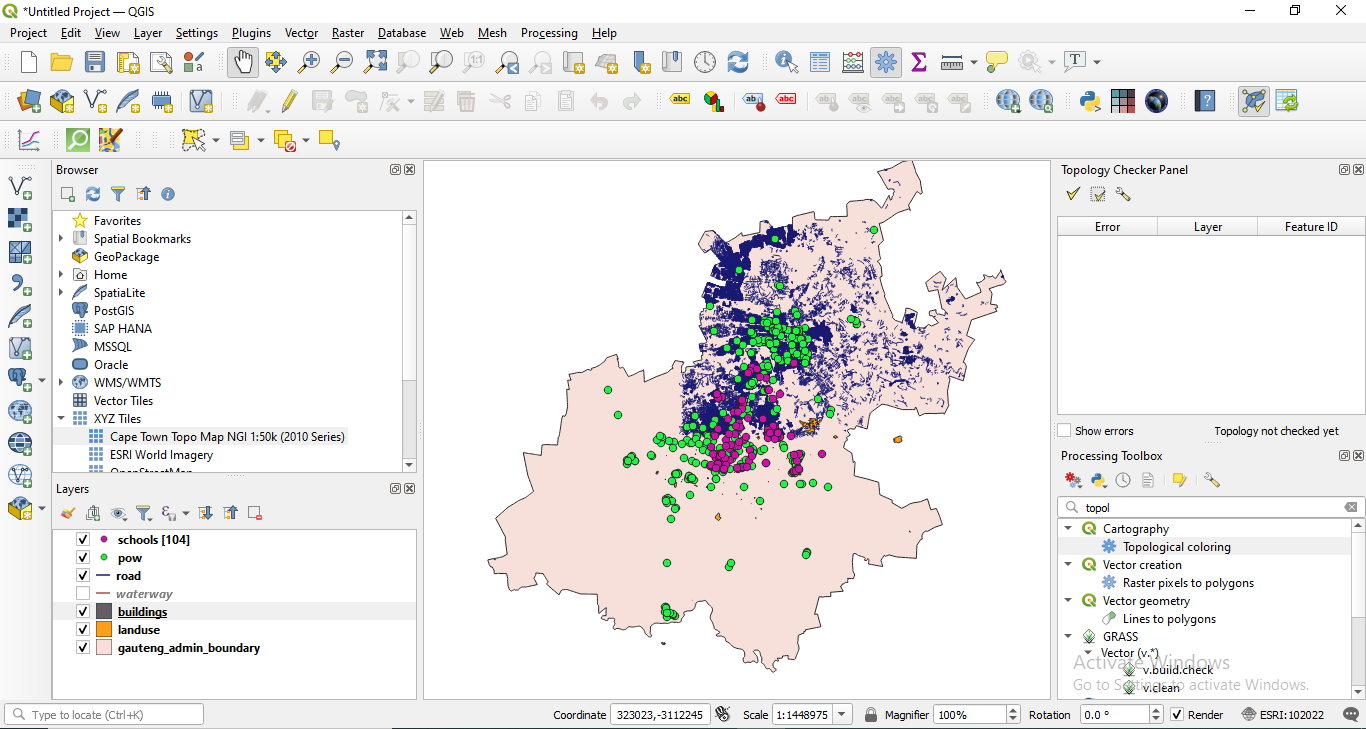 *Untitled Project — QGIS
Project Edit View Layer Settings Plugins Vector Raster Database Web Mesh Processing Help
Browser
Favorites
Spatial Bookmarks
GeoPackage
Home
SpatiaLite
PostGIS
SAP HANA
MSSQL
Oracle
WMS/WMTS
Vector Tiles
XYZ Tiles
Cape Town Topo Map NGI 1:50k (2010 Series)
ESRI World Imagery
OpenStreetMap
Layers
schools [104]
pow
road
waterway
buildings
landuse
gauteng_admin_boundary
Topology Checker Panel
Error Layer Feature ID
Show errors Topology not checked yet
Processing Toolbox
topol
Cartography
Topological coloring
Vector creation
Raster pixels to polygons
Vector geometry
Lines to polygons
GRASS
Vector (v.*)
v.build.check
v.clean
Activate Windows
Go to Settings to activate Windows.
Type to locate (Ctrl+K) Coordinate 323023,-3112245 Scale 1:1448975 Magnifier 100% Rotation 0.0 ° Render ESRI:102022